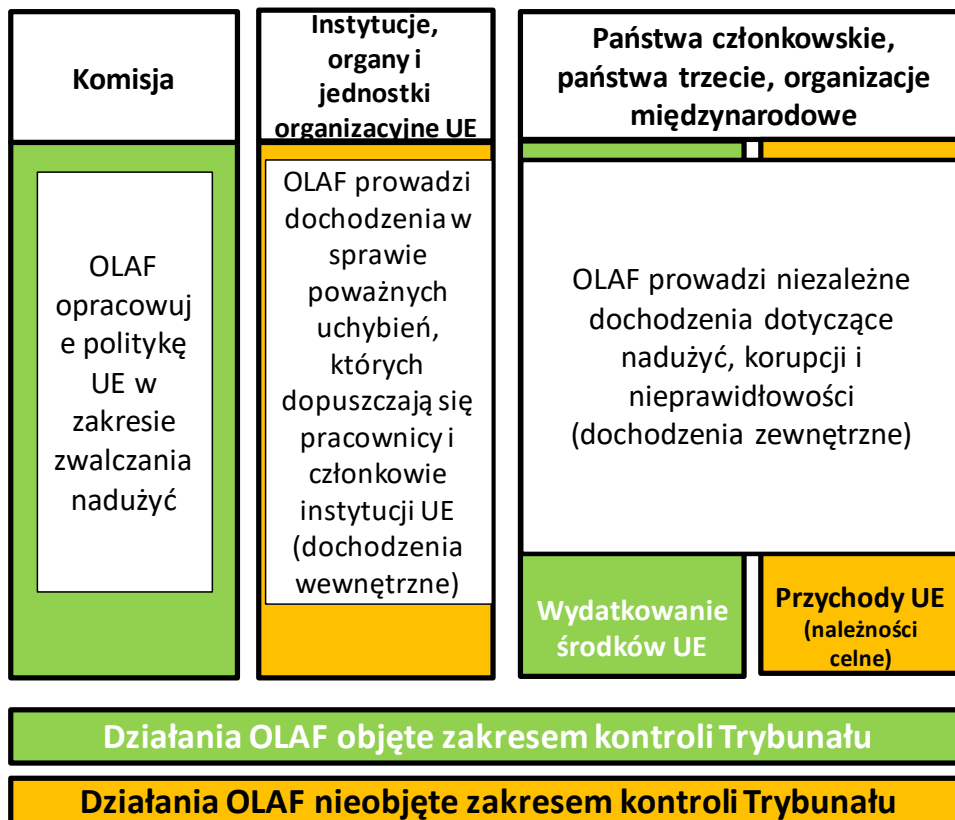 Komisja
Instytucje,
organy i
jednostki
organizacyjne UE
Państwa członkowskie,
państwa trzecie, organizacje
międzynarodowe
OLAF
opracowuj
e politykę
UE w
zakresie
zwalczania
nadużyć
OLAF prowadzi
dochodzenia w
sprawie
poważnych
uchybień,
których
dopuszczają się
pracownicy i
członkowie
instytucji UE
(dochodzenia
wewnętrzne)
OLAF prowadzi niezależne
dochodzenia dotyczące
nadużyć, korupcji i
nieprawidłowości
(dochodzenia zewnętrzne)
Wydatkowanie
środków UE
Przychody UE
(należności
celne)
Działania OLAF objęte zakresem kontroli Trybunału
Działania OLAF nieobjęte zakresem kontroli Trybunału